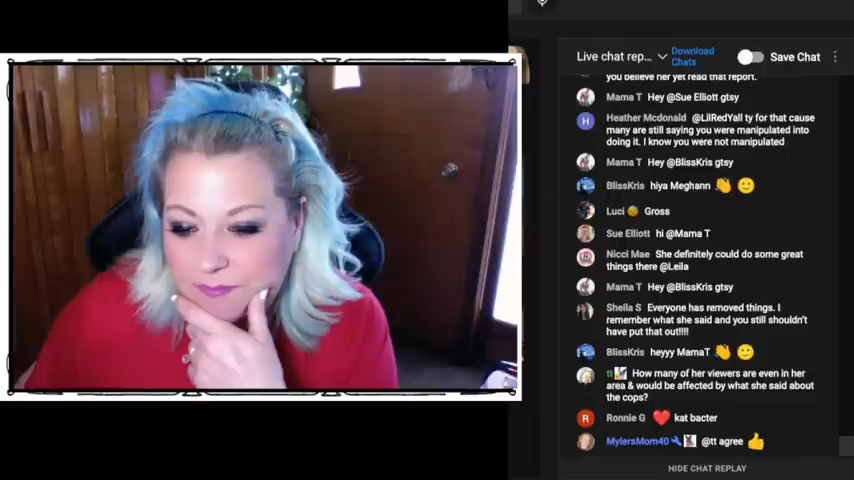 Live chat rep...
Download
Chats
Save Chat
you believe her yet read that report.
Mama T Hey @Sue Elliott gtsy
Heather Mcdonald @LilRedYall ty for that cause
many are still saying you were manipulated into
doing it. I know you were not manipulated
Mama T Hey @BlissKris gtsy
BlissKris hiya Meghann 👋 🙂
Luci Gross
Sue Elliott hi @Mama T
Nicci Mae She definitely could do some great
things there @Leila
Mama T Hey @BlissKris gtsy
Sheila S Everyone has removed things. I
remember what she said and you still shouldn't
have put that out!!!!
BlissKris heyyy MamaT 👋 🙂
tt How many of her viewers are even in her
area & would be affected by what she said about
the cops?
Ronnie G ❤️ kat bacter
MylersMom40 @tt agree 👍
HIDE CHAT REPLAY